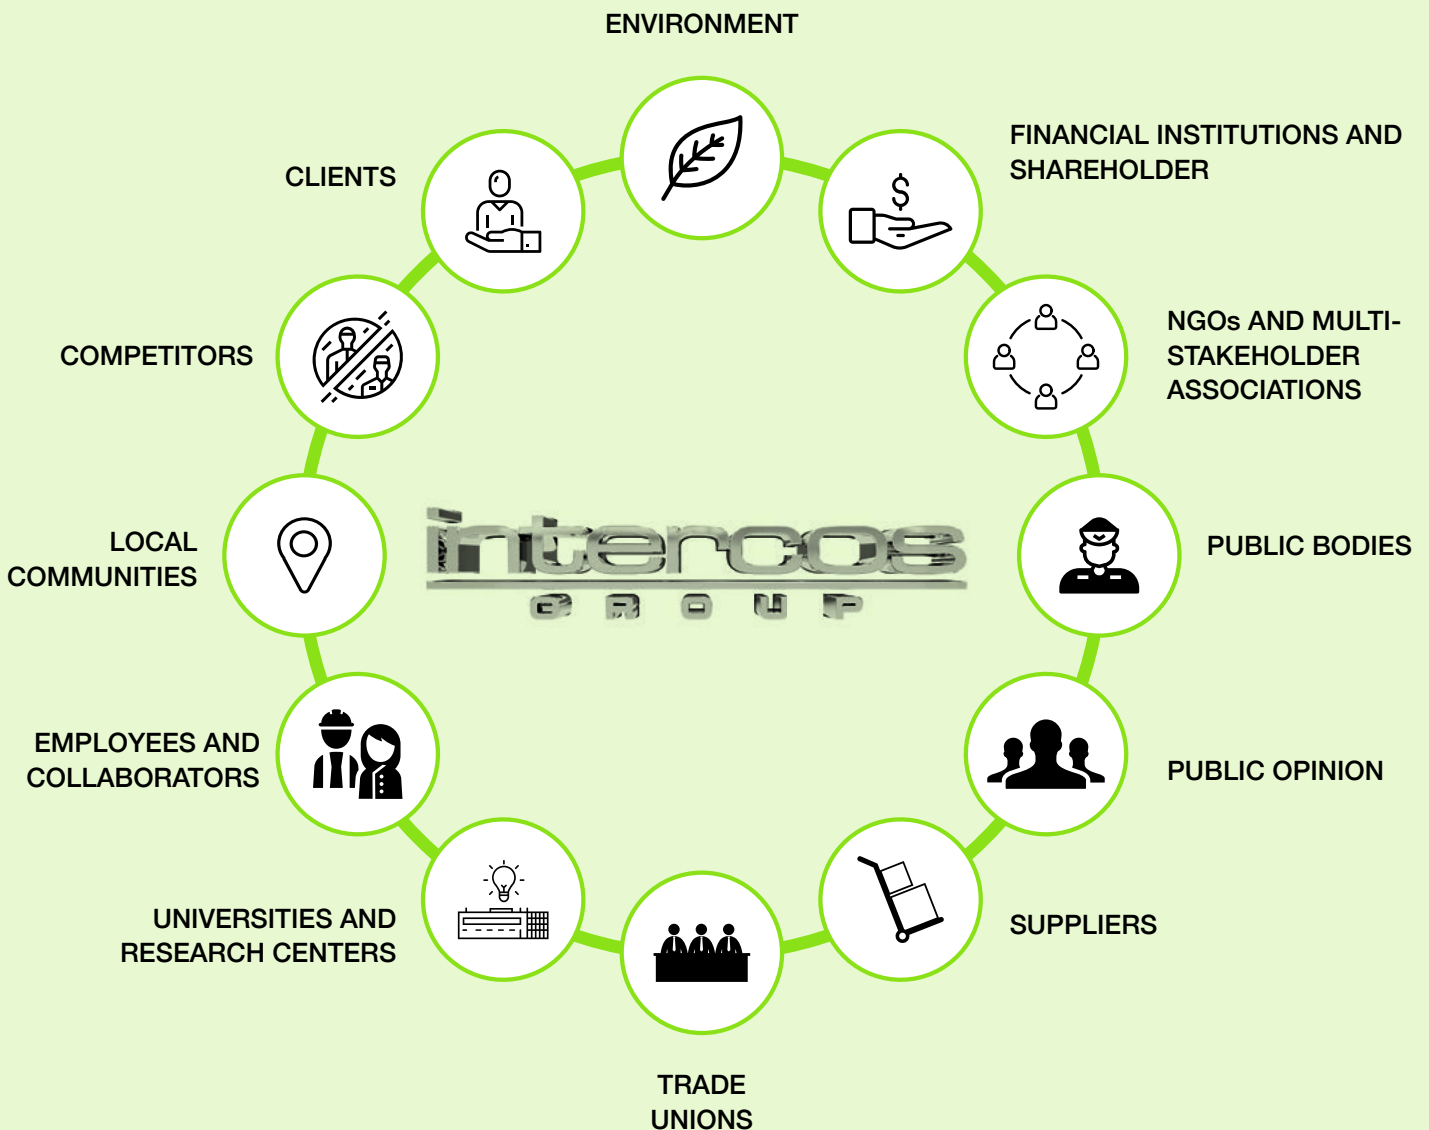 ENVIRONMENT
FINANCIAL INSTITUTIONS AND
SHAREHOLDER
CLIENTS
NGOs AND MULTI-
STAKEHOLDER
ASSOCIATIONS
COMPETITORS
intercos
GROUP
PUBLIC BODIES
LOCAL
COMMUNITIES
EMPLOYEES AND
COLLABORATORS
PUBLIC OPINION
UNIVERSITIES AND
RESEARCH CENTERS
SUPPLIERS
TRADE
UNIONS